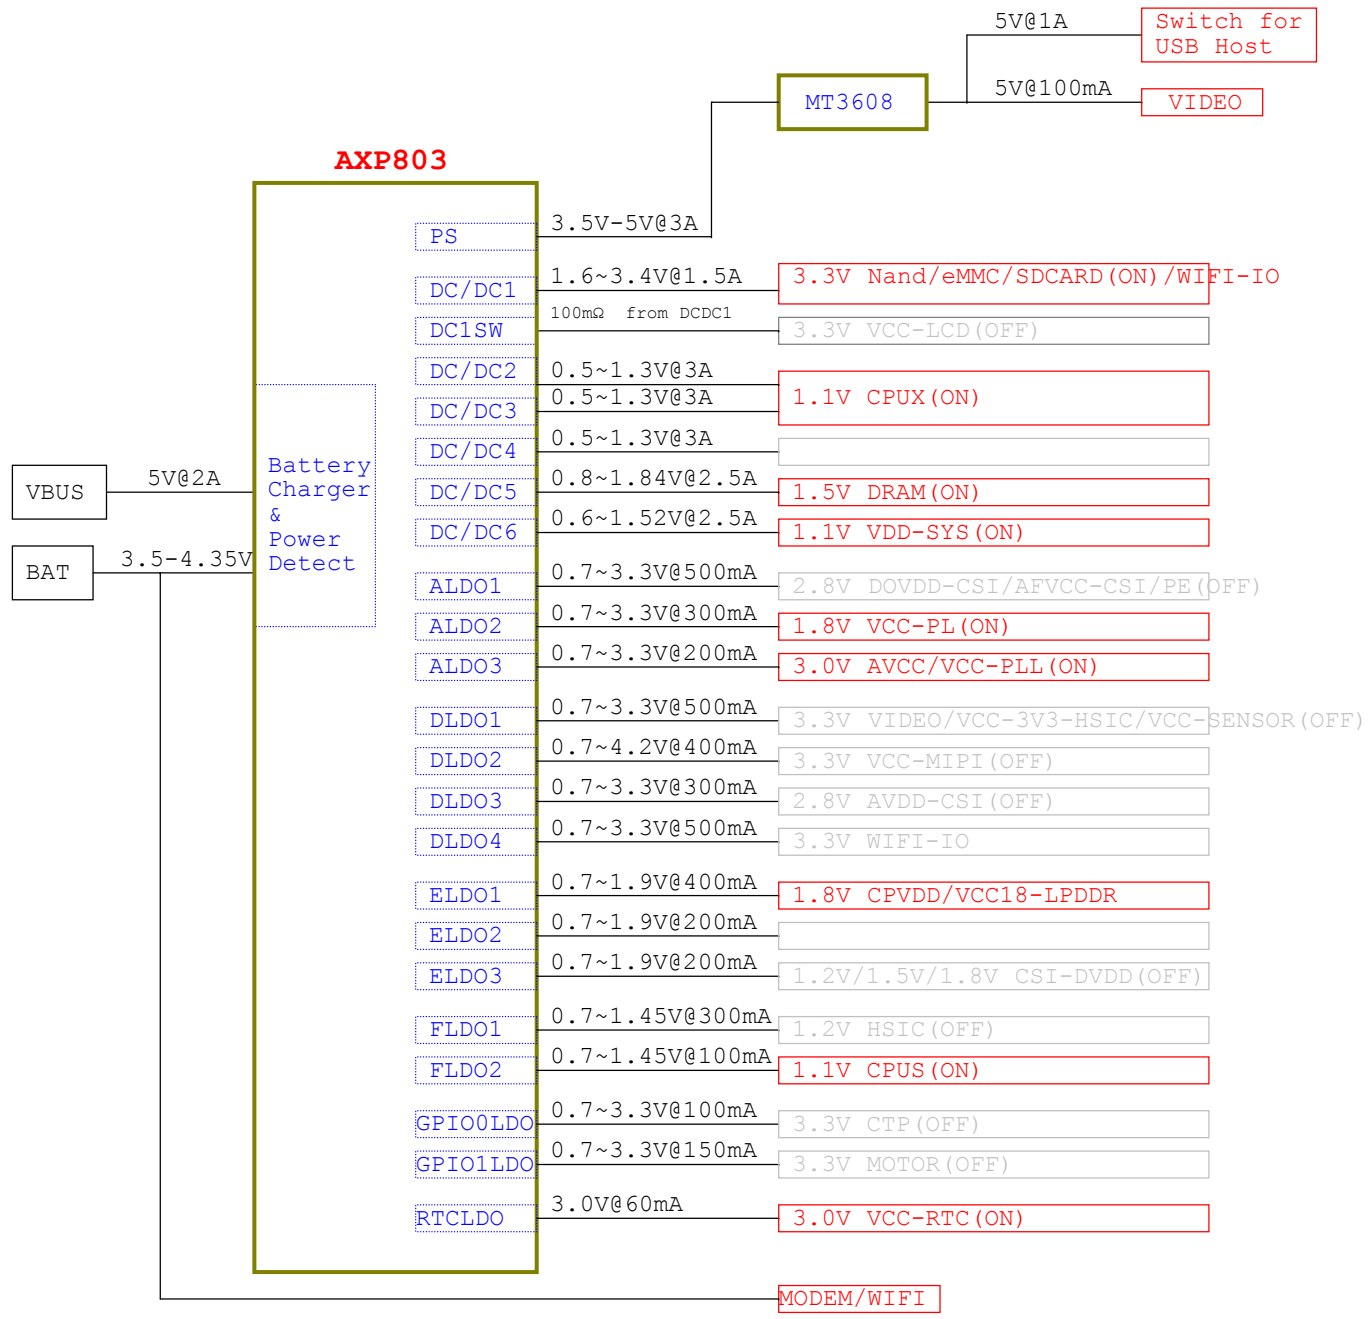 5V@1A
Switch for
USB Host
5V@100mA
MT3608
VIDEO
AXP803
3.5V-5V@3A
PS
1.6~3.4V@1.5A
3.3V Nand/eMMC/SDCARD(ON)/WIFI-IO
DC/DC1
100mΩ from DCDC1
DC1SW
3.3V VCC-LCD(OFF)
DC/DC2
0.5~1.3V@3A
0.5~1.3V@3A
1.1V CPUX(ON)
DC/DC3
0.5~1.3V@3A
DC/DC4
Battery
Charger
&
Power
Detect
VBUS
5V@2A
0.8~1.84V@2.5A
DC/DC5
1.5V DRAM(ON)
0.6~1.52V@2.5A
DC/DC6
1.1V VDD-SYS(ON)
BAT
3.5-4.35V
0.7~3.3V@500mA
ALDO1
2.8V DOVDD-CSI/AFVCC-CSI/PE(OFF)
0.7~3.3V@300mA
ALDO2
1.8V VCC-PL(ON)
0.7~3.3V@200mA
ALDO3
3.0V AVCC/VCC-PLL(ON)
0.7~3.3V@500mA
DLDO1
3.3V VIDEO/VCC-3V3-HSIC/VCC-SENSOR(OFF)
0.7~4.2V@400mA
DLDO2
3.3V VCC-MIPI(OFF)
0.7~3.3V@300mA
DLDO3
2.8V AVDD-CSI(OFF)
0.7~3.3V@500mA
DLDO4
3.3V WIFI-IO
0.7~1.9V@400mA
ELDO1
1.8V CPVDD/VCC18-LPDDR
0.7~1.9V@200mA
ELDO2
0.7~1.9V@200mA
ELDO3
1.2V/1.5V/1.8V CSI-DVDD(OFF)
0.7~1.45V@300mA
FLDO1
1.2V HSIC(OFF)
0.7~1.45V@100mA
FLDO2
1.1V CPUS(ON)
0.7~3.3V@100mA
GPIO0LDO
3.3V CTP(OFF)
0.7~3.3V@150mA
GPIO1LDO
3.3V MOTOR(OFF)
3.0V@60mA
RTCLDO
3.0V VCC-RTC(ON)
MODEM/WIFI